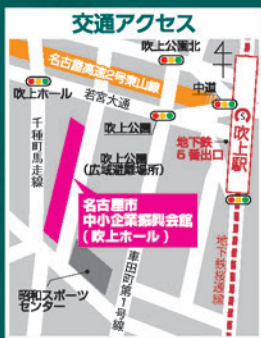 交通アクセス
吹上公園北
名古屋高速2号東山線
中道
吹上ホール
若宮大通
吹上公園
地下鉄
5番出口
吹上駅
吹上公園
(広域避難場所)
千種町馬走線
名古屋市
中小企業振興会館
(吹上ホール)
車田町第1号線
昭和スポーツ
センター
地下鉄桜通線